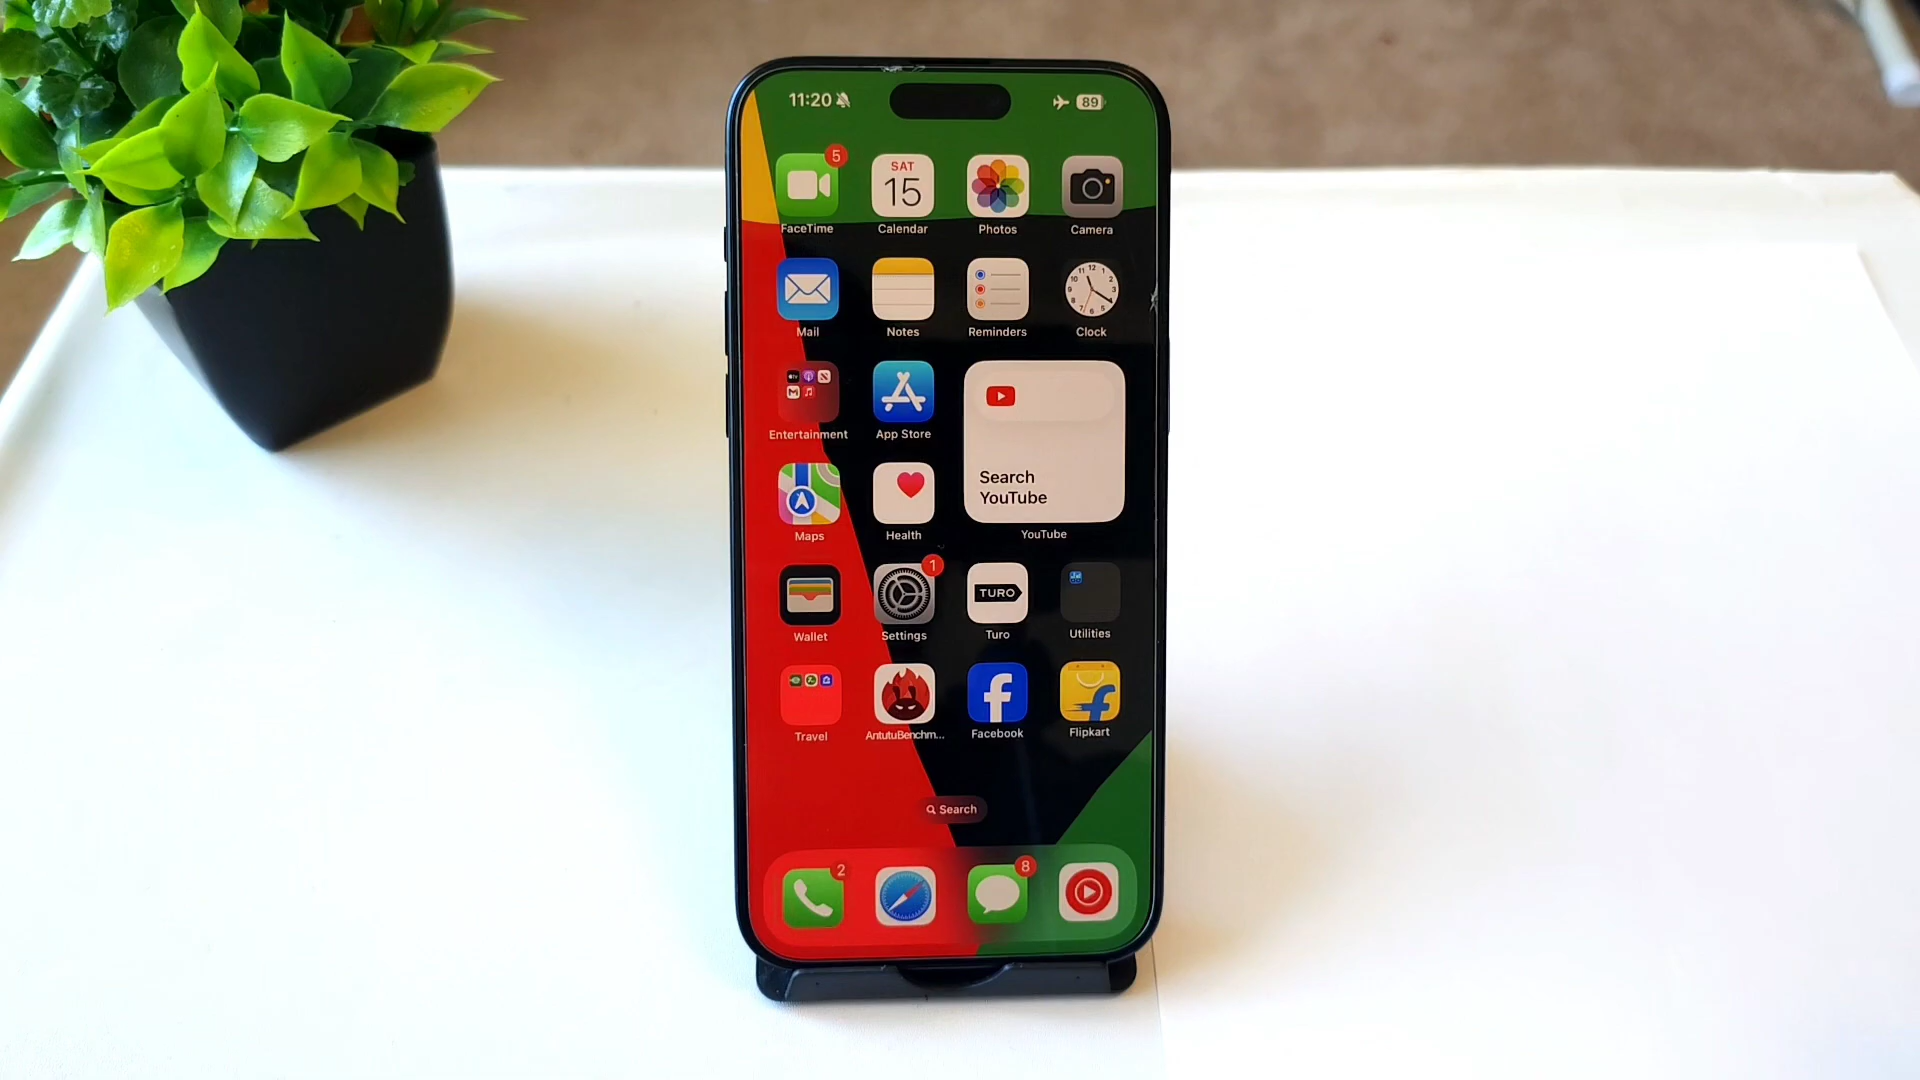 11:20
89
5
SAT
15
FaceTime
Calendar
Photos
Camera
Mail
Notes
Reminders
Clock
Entertainment
App Store
Search
YouTube
Maps
Health
YouTube
1
TURO
Wallet
Settings
Turo
Utilities
Travel
AntutuBenchm...
Facebook
Flipkart
Search
2
8